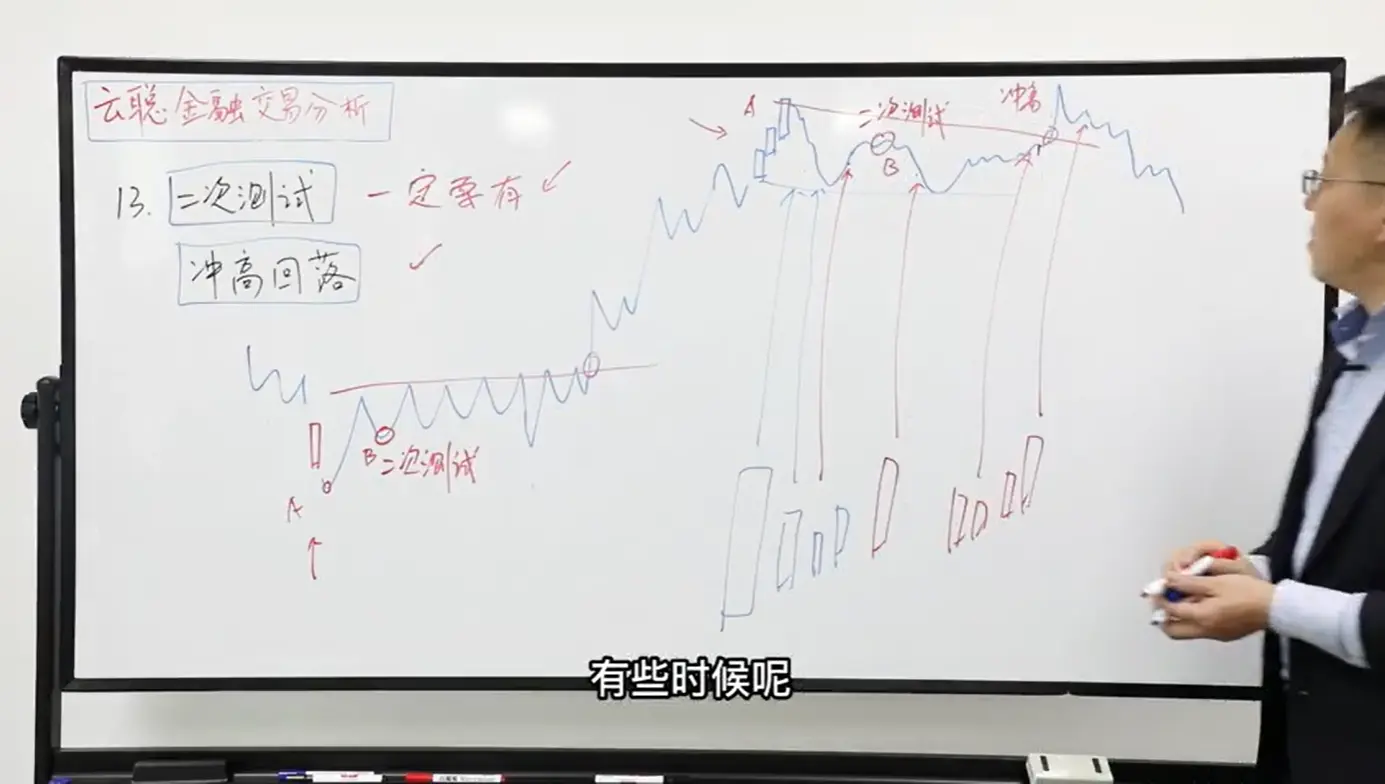 云聪金融交易分析
13. 二次测试 一定要有
冲高回落
A
二次测试
B
冲高
B 二次测试
A
有些时候呢